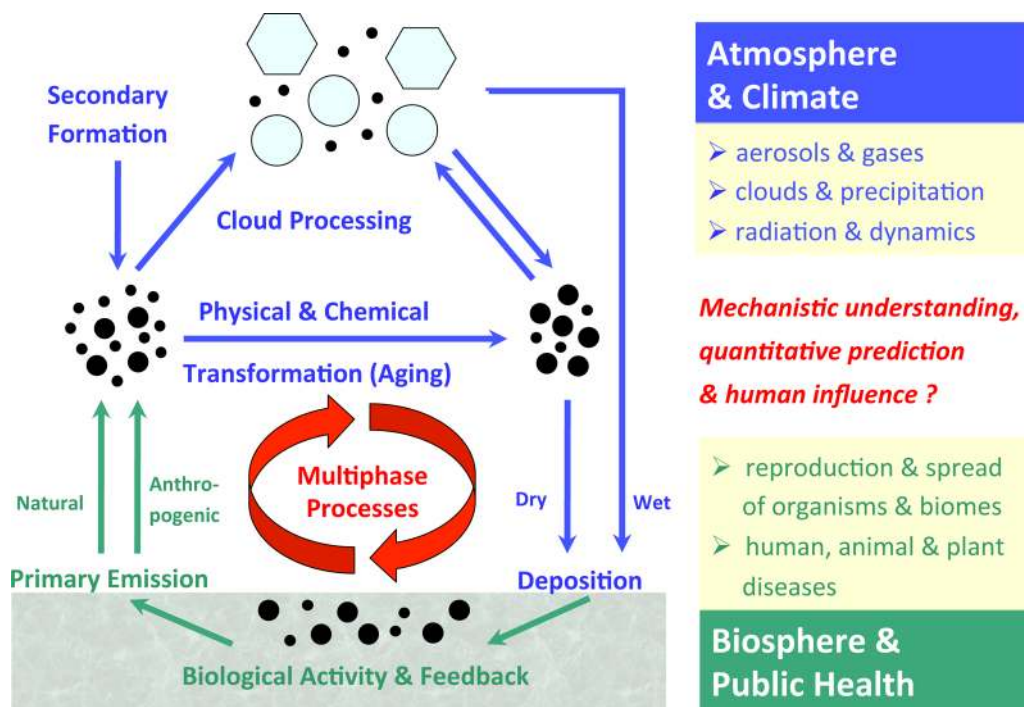 Secondary
Formation
Cloud Processing
Physical & Chemical
Transformation (Aging)
Multiphase
Processes
Natural
Anthro-
pogenic
Primary Emission
Dry
Wet
Deposition
Biological Activity & Feedback
Atmosphere
& Climate
➢ aerosols & gases
➢ clouds & precipitation
➢ radiation & dynamics
Mechanistic understanding,
quantitative prediction
& human influence ?
➢ reproduction & spread
of organisms & biomes
➢ human, animal & plant
diseases
Biosphere &
Public Health